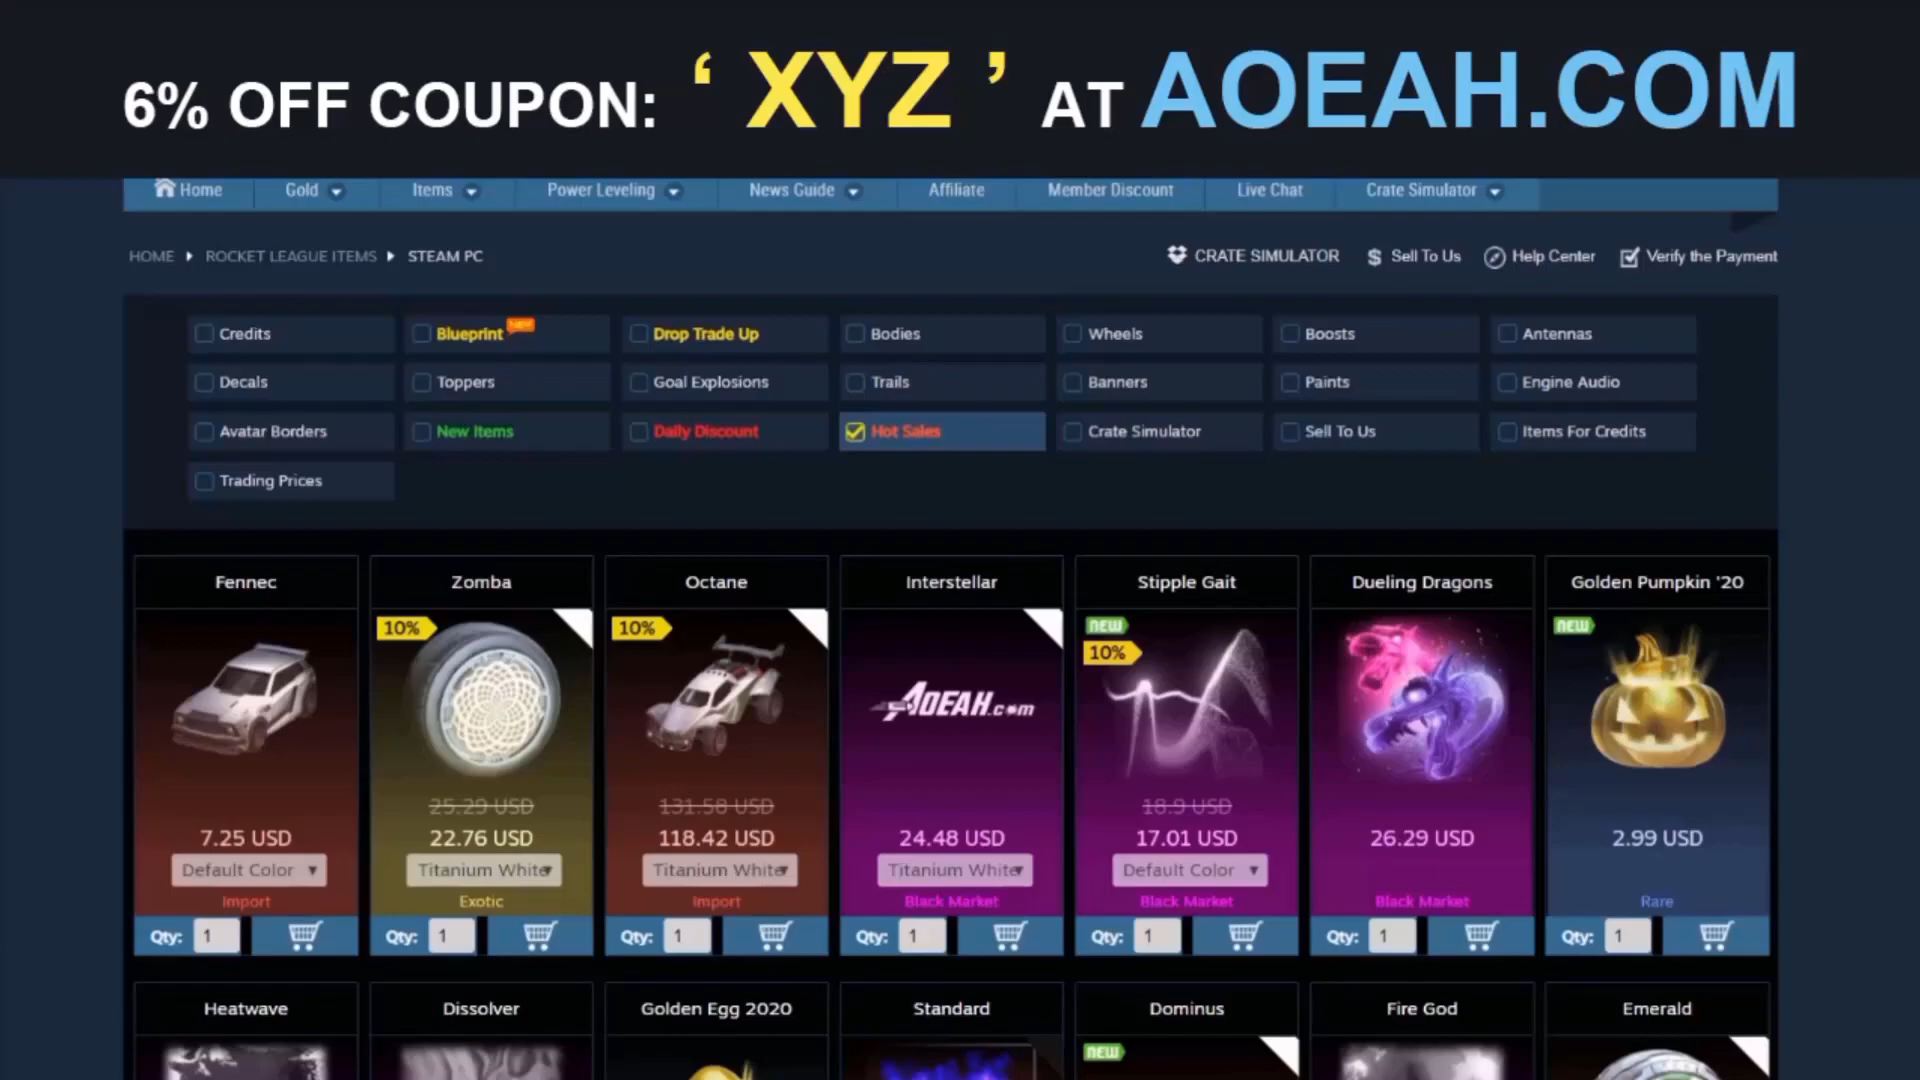 6% OFF COUPON: ‘ XYZ ’ AT AOEAH.COM
Home Gold Items Power Leveling News Guide Affiliate Member Discount Live Chat Crate Simulator
HOME ROCKET LEAGUE ITEMS STEAM PC CRATE SIMULATOR $ Sell To Us Help Center Verify the Payment
Credits Blueprint NEW Drop Trade Up Bodies Wheels Boosts Antennas
Decals Toppers Goal Explosions Trails Banners Paints Engine Audio
Avatar Borders New Items Daily Discount Hot Sales Crate Simulator Sell To Us Items For Credits
Trading Prices
Fennec Zomba Octane Interstellar Stipple Gait Dueling Dragons Golden Pumpkin '20
10% 10% NEW NEW
10%
AOEAH.com
25.29 USD 131.58 USD 18.9 USD
7.25 USD 22.76 USD 118.42 USD 24.48 USD 17.01 USD 26.29 USD 2.99 USD
Default Color Titanium White Titanium White Titanium White Default Color
Import Exotic Import Black Market Black Market Black Market Rare
Qty: 1 Qty: 1 Qty: 1 Qty: 1 Qty: 1 Qty: 1 Qty: 1
Heatwave Dissolver Golden Egg 2020 Standard Dominus Fire God Emerald
NEW